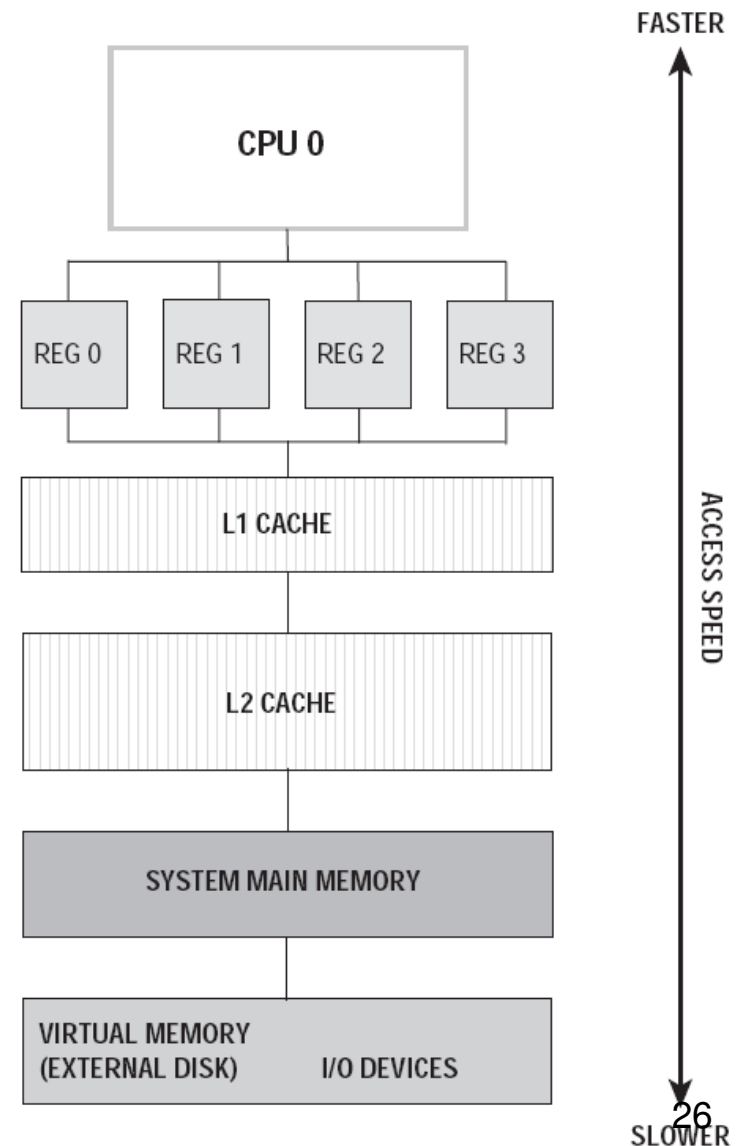 FASTER
CPU 0
REG 0
REG 1
REG 2
REG 3
L1 CACHE
ACCESS SPEED
L2 CACHE
SYSTEM MAIN MEMORY
VIRTUAL MEMORY
(EXTERNAL DISK) I/O DEVICES
26
SLOWER